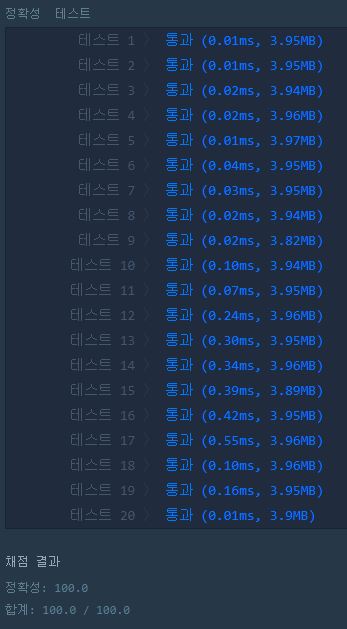 정확성 테스트
테스트 1 〉 통과 (0.01ms, 3.95MB)
테스트 2 〉 통과 (0.01ms, 3.95MB)
테스트 3 〉 통과 (0.02ms, 3.94MB)
테스트 4 〉 통과 (0.02ms, 3.96MB)
테스트 5 〉 통과 (0.01ms, 3.97MB)
테스트 6 〉 통과 (0.04ms, 3.95MB)
테스트 7 〉 통과 (0.03ms, 3.95MB)
테스트 8 〉 통과 (0.02ms, 3.94MB)
테스트 9 〉 통과 (0.02ms, 3.82MB)
테스트 10 〉 통과 (0.10ms, 3.94MB)
테스트 11 〉 통과 (0.07ms, 3.95MB)
테스트 12 〉 통과 (0.24ms, 3.96MB)
테스트 13 〉 통과 (0.30ms, 3.95MB)
테스트 14 〉 통과 (0.34ms, 3.96MB)
테스트 15 〉 통과 (0.39ms, 3.89MB)
테스트 16 〉 통과 (0.42ms, 3.95MB)
테스트 17 〉 통과 (0.55ms, 3.96MB)
테스트 18 〉 통과 (0.10ms, 3.96MB)
테스트 19 〉 통과 (0.16ms, 3.95MB)
테스트 20 〉 통과 (0.01ms, 3.9MB)
채점 결과
정확성: 100.0
합계: 100.0 / 100.0